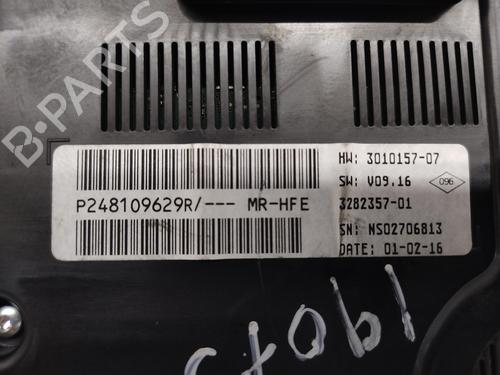 B-PARTS
HW: 3010157-07
SW: V09.16
096
P248109629R/--- MR-HFE
3282357-01
SN: NS02706813
DATE: 01-02-16